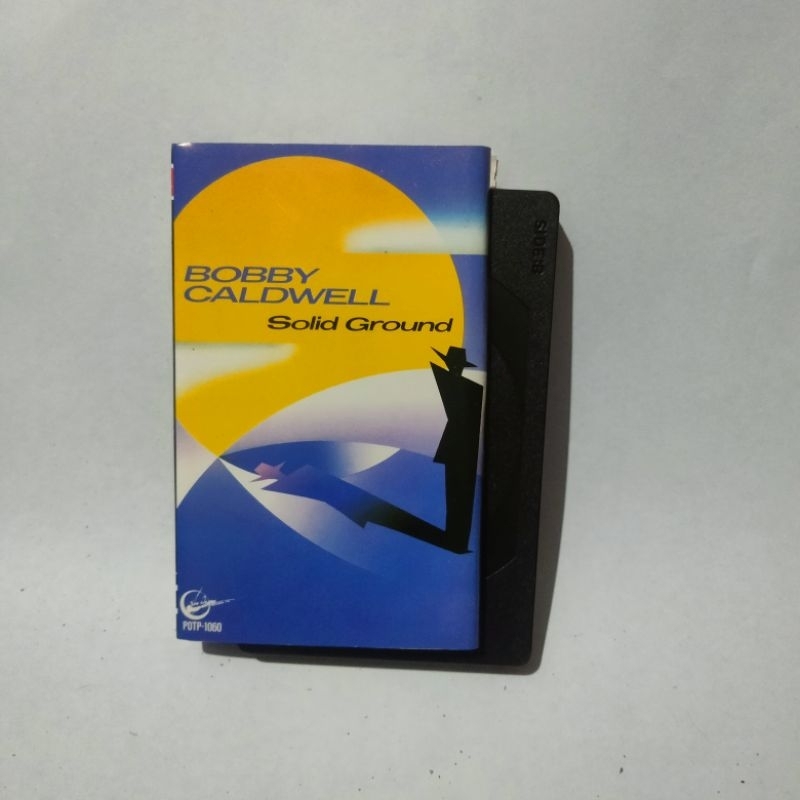 BOBBY
CALDWELL
Solid Ground
POTP-1060
SIDE:B